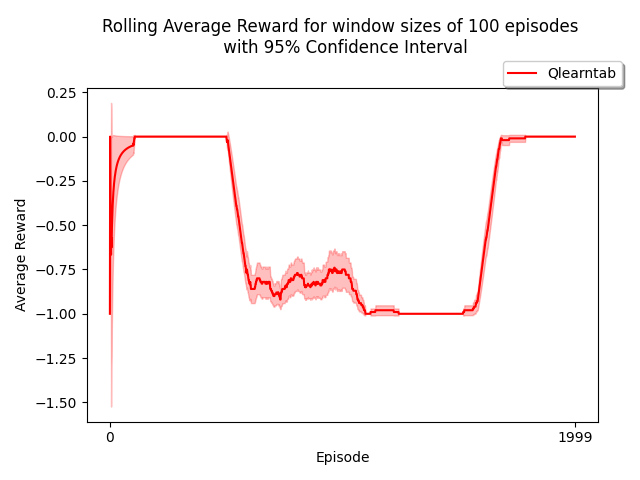 Rolling Average Reward for window sizes of 100 episodes
with 95% Confidence Interval
Qlearntab
0.25
0.00
−0.25
−0.50
−0.75
−1.00
−1.25
−1.50
Average Reward
0
1999
Episode